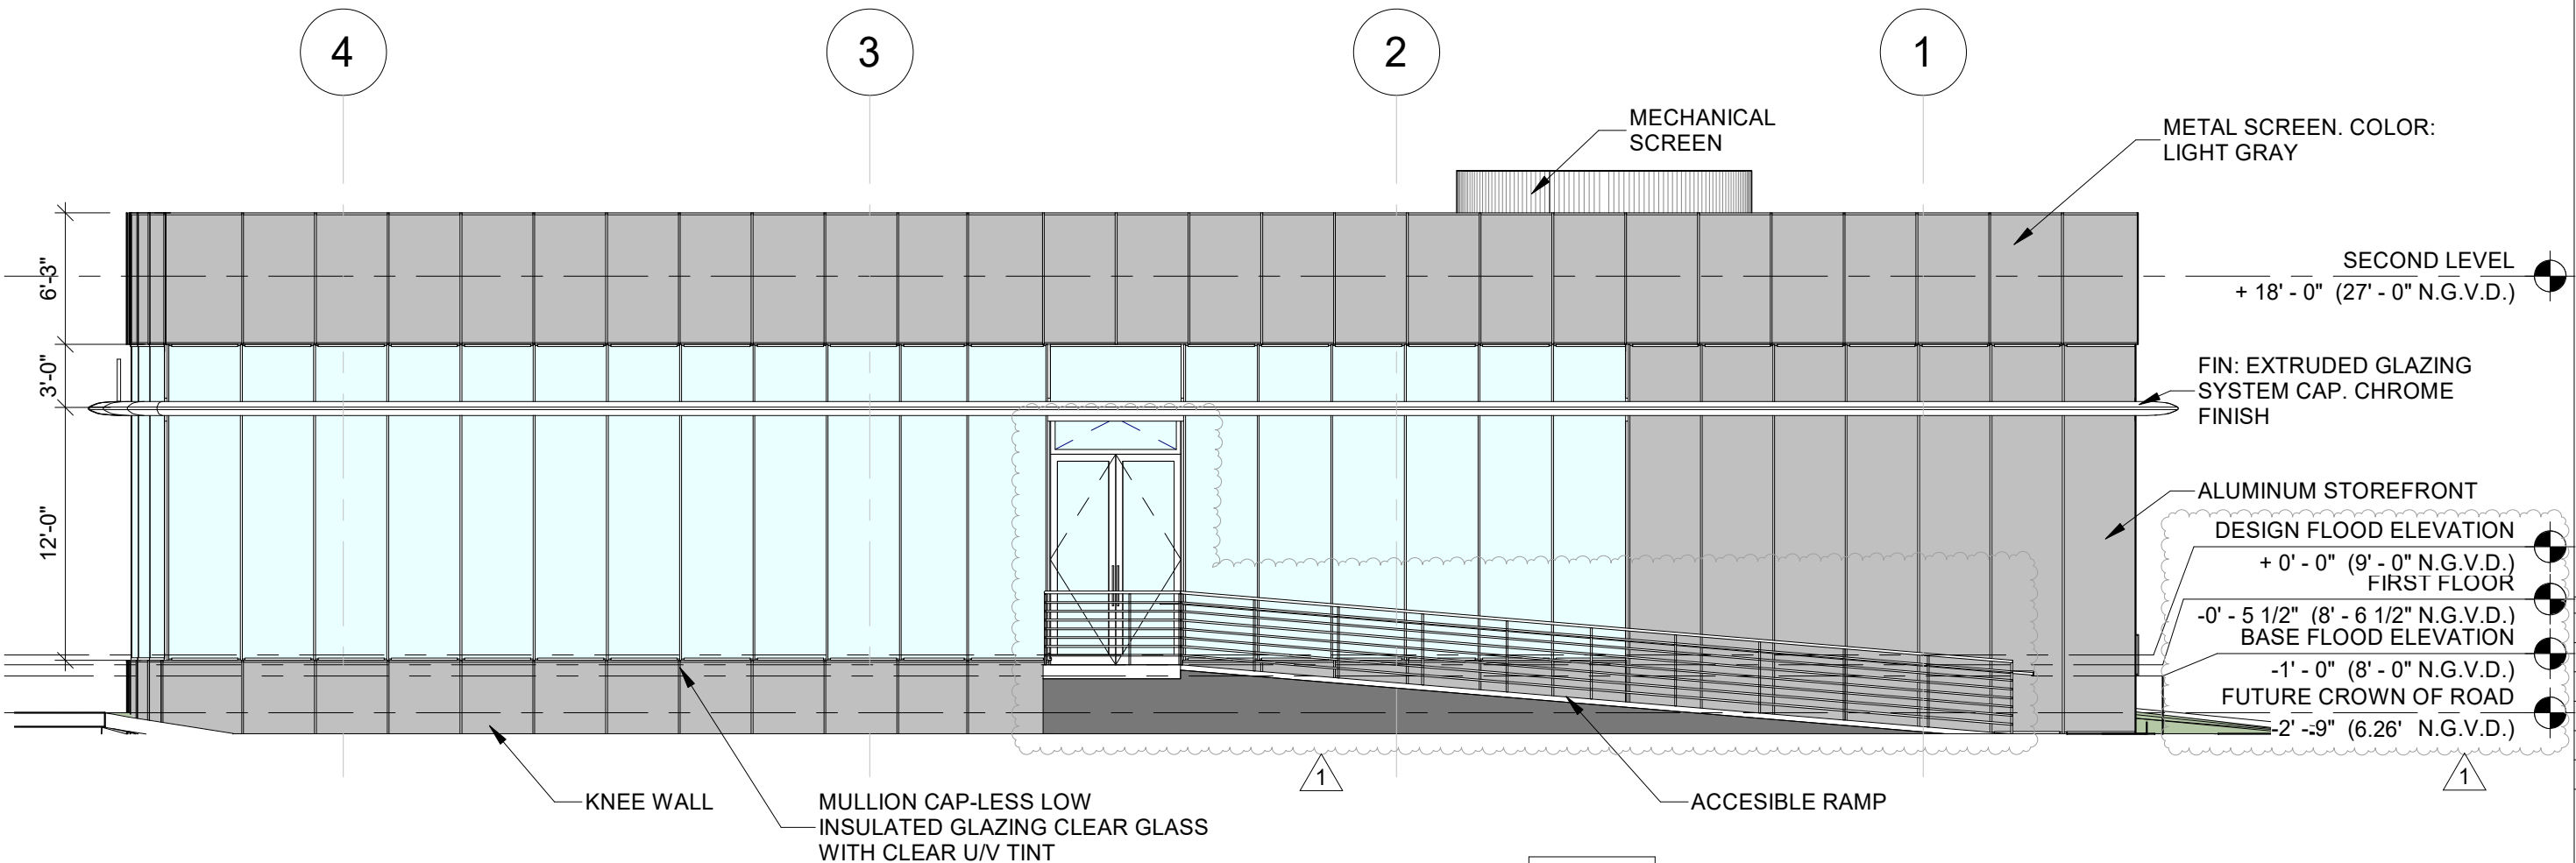 4
3
2
1
MECHANICAL
SCREEN
METAL SCREEN. COLOR:
LIGHT GRAY
6'-3"
SECOND LEVEL
+ 18' - 0" (27' - 0" N.G.V.D.)
3'-0"
FIN: EXTRUDED GLAZING
SYSTEM CAP. CHROME
FINISH
12'-0"
ALUMINUM STOREFRONT
DESIGN FLOOD ELEVATION
+ 0' - 0" (9' - 0" N.G.V.D.)
FIRST FLOOR
-0' - 5 1/2" (8' - 6 1/2" N.G.V.D.)
BASE FLOOD ELEVATION
-1' - 0" (8' - 0" N.G.V.D.)
FUTURE CROWN OF ROAD
-2' --9" (6.26' N.G.V.D.)
1
1
KNEE WALL
MULLION CAP-LESS LOW
INSULATED GLAZING CLEAR GLASS
WITH CLEAR U/V TINT
ACCESIBLE RAMP